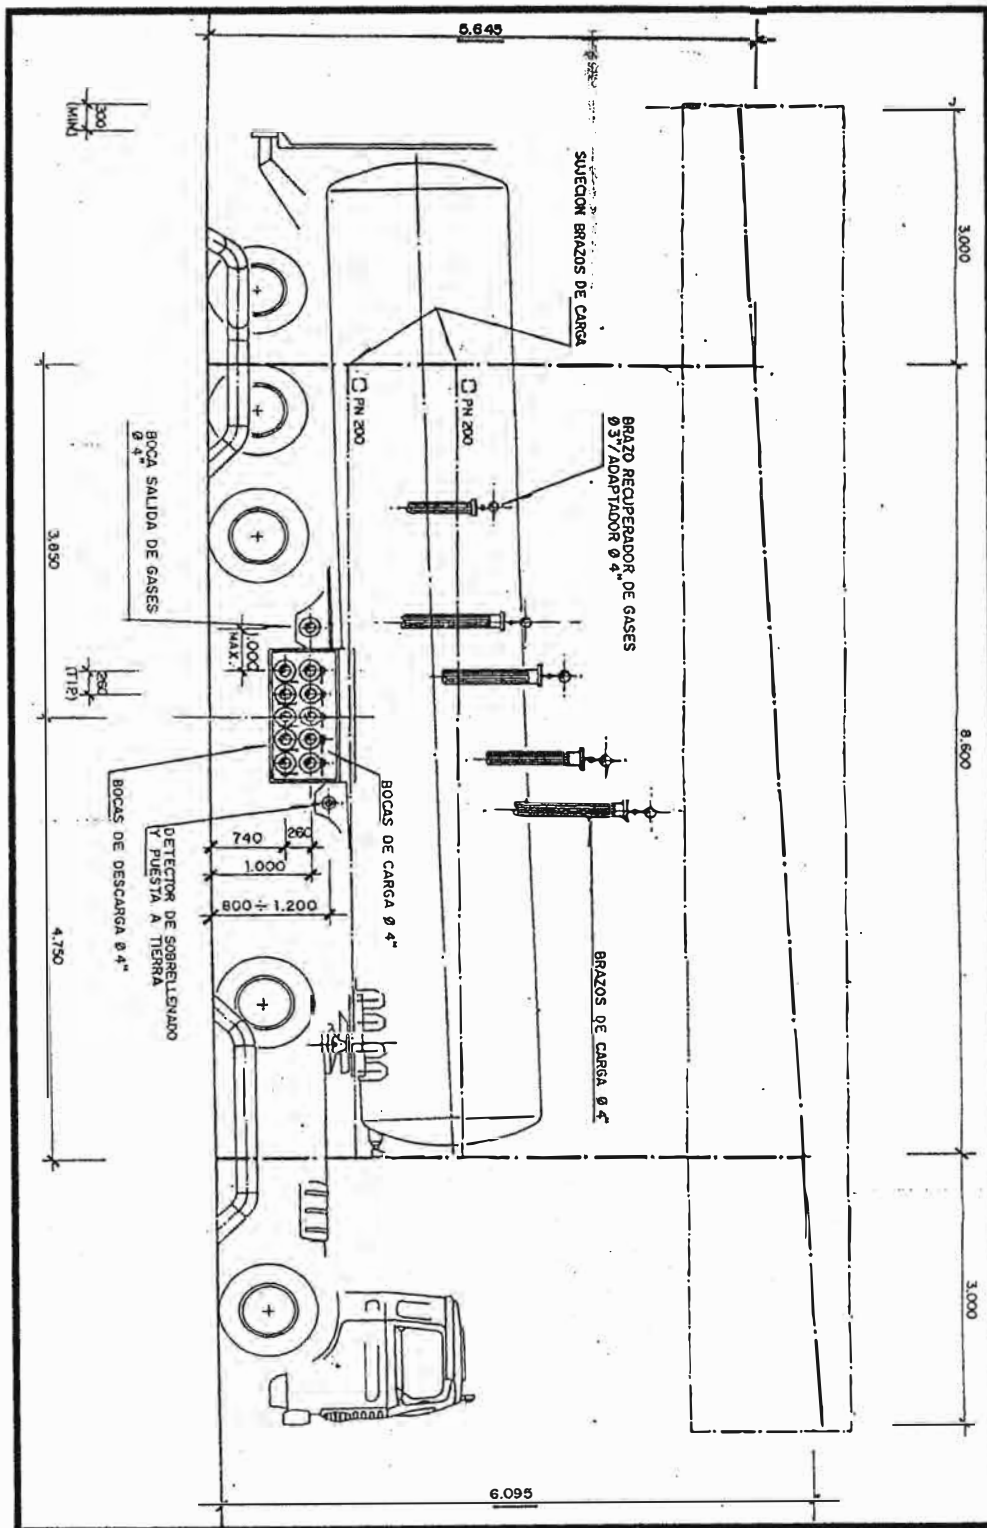 5.645
300
(MIN.)
SUJECION BRAZOS DE CARGA
3.000
PN 200
PN 200
BRAZO RECUPERADOR DE GASES
Ø 3"/ADAPTADOR Ø 4"
BOCA SALIDA DE GASES
Ø 4"
3.850
1.000
MAX.
260
(TIP.)
8.600
BOCAS DE DESCARGA Ø 4"
DETECTOR DE SOBRELLENADO
Y PUESTA A TIERRA
740
260
1.000
800÷1.200
BOCAS DE CARGA Ø 4"
BRAZOS DE CARGA Ø 4"
4.750
3.000
6.095